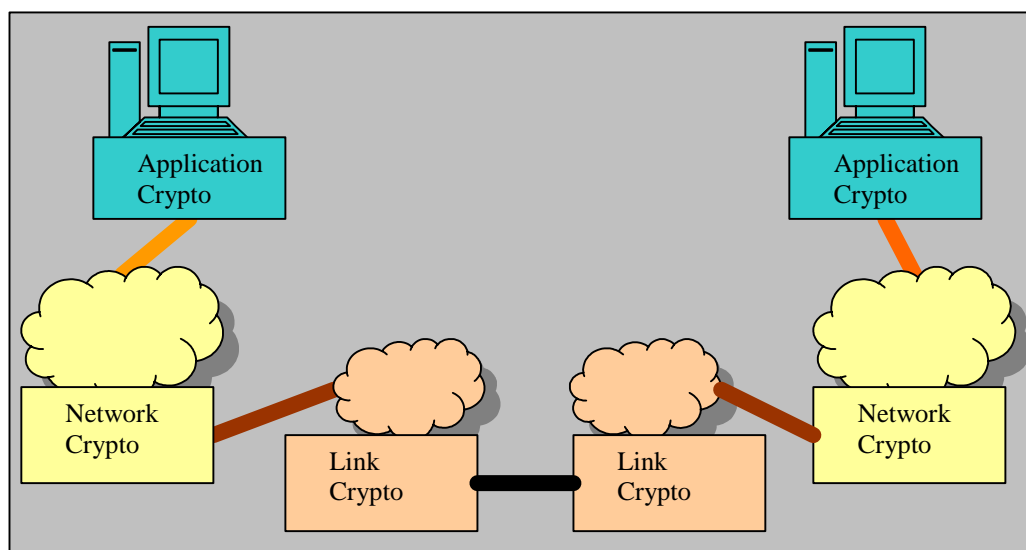 Application
Crypto
Application
Crypto
Network
Crypto
Link
Crypto
Link
Crypto
Network
Crypto